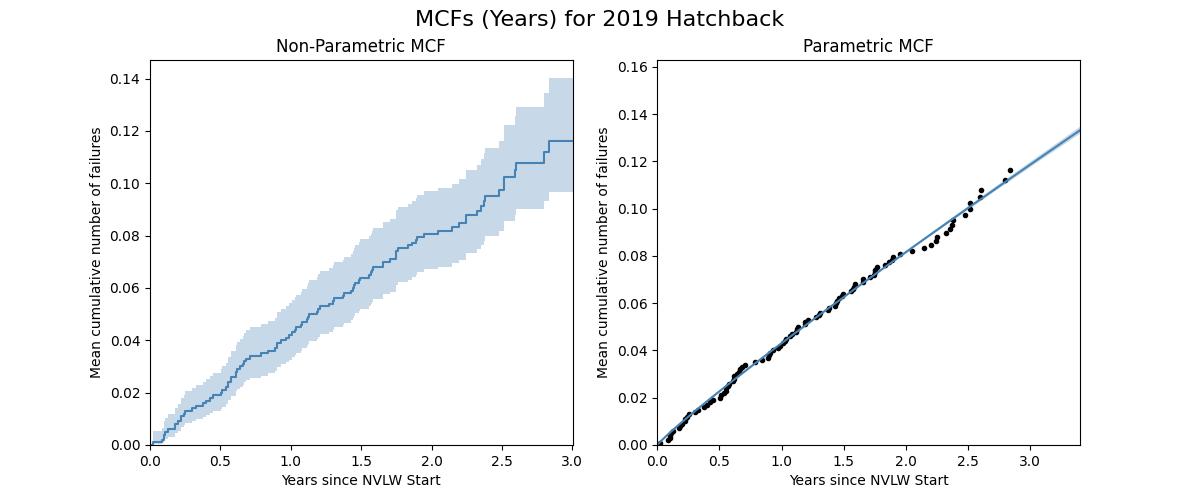 MCFs (Years) for 2019 Hatchback
Non-Parametric MCF
Mean cumulative number of failures
0.14
0.12
0.10
0.08
0.06
0.04
0.02
0.00
0.0 0.5 1.0 1.5 2.0 2.5 3.0
Years since NVLW Start
Parametric MCF
Mean cumulative number of failures
0.16
0.14
0.12
0.10
0.08
0.06
0.04
0.02
0.00
0.0 0.5 1.0 1.5 2.0 2.5 3.0
Years since NVLW Start